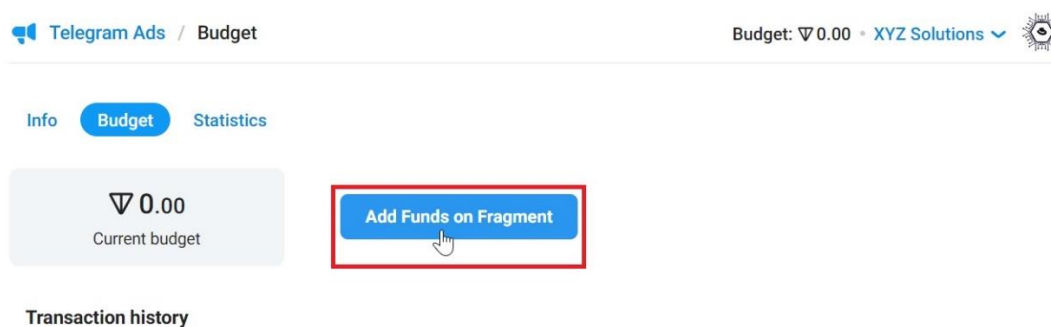 Telegram Ads / Budget
Budget: 0.00 • XYZ Solutions
Info Budget Statistics
0.00
Current budget
Add Funds on Fragment
Transaction history